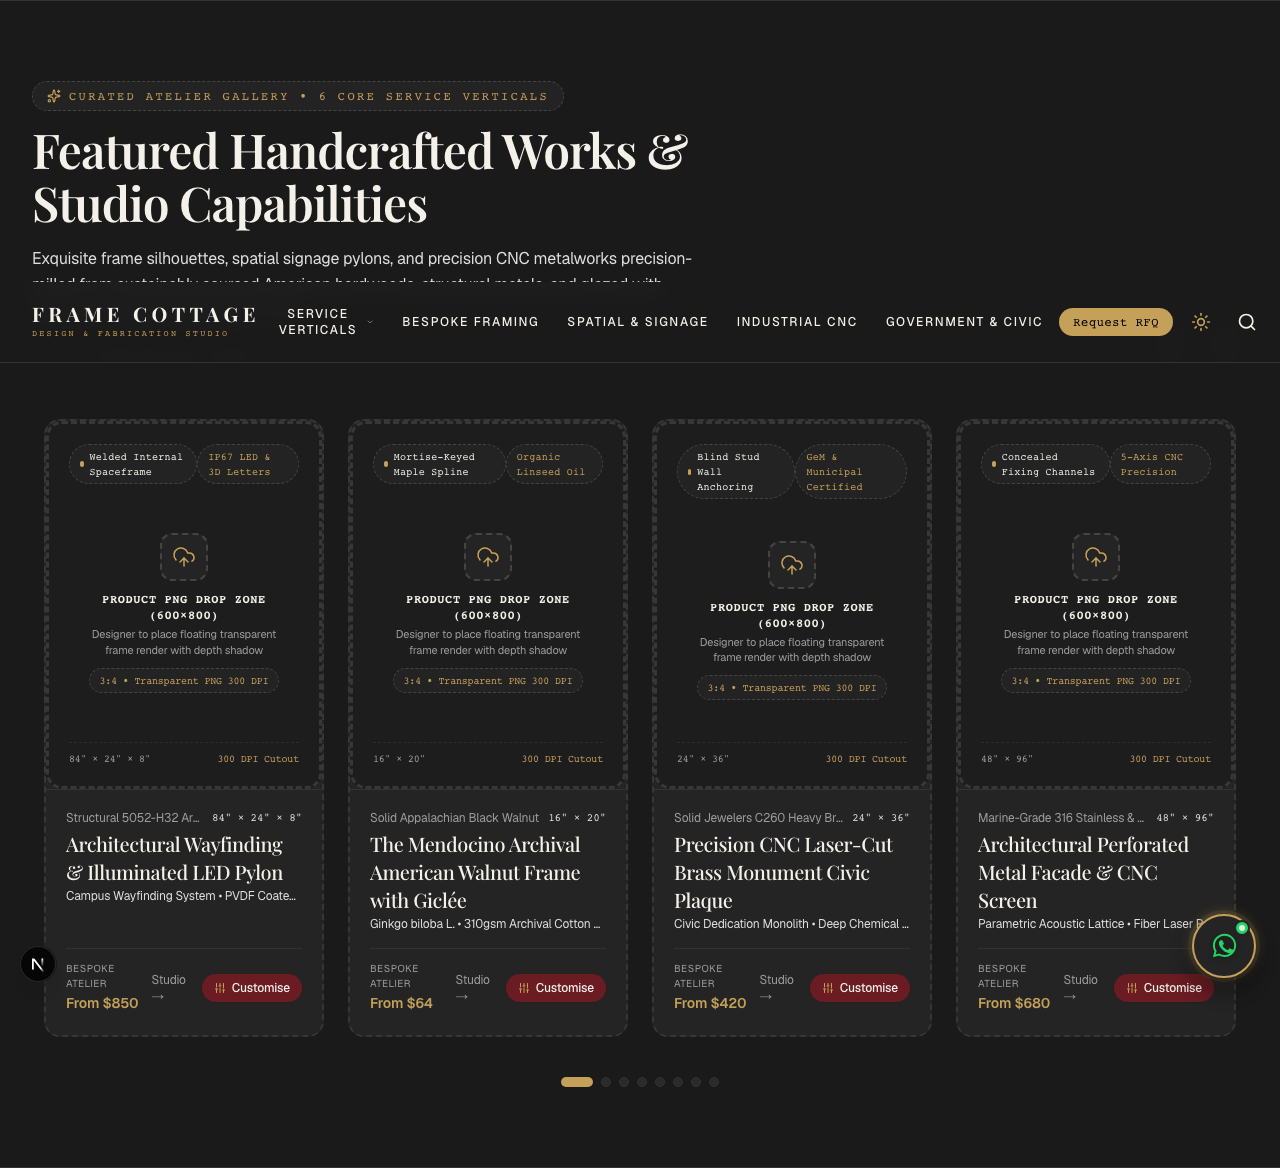 CURATED ATELIER GALLERY • 6 CORE SERVICE VERTICALS
Featured Handcrafted Works &
Studio Capabilities
Exquisite frame silhouettes, spatial signage pylons, and precision CNC metalworks precision-
milled from sustainably sourced American hardwoods, structural metals, and glazed with
FRAME COTTAGE
DESIGN & FABRICATION STUDIO
SERVICE
VERTICALS
BESPOKE FRAMING
SPATIAL & SIGNAGE
INDUSTRIAL CNC
GOVERNMENT & CIVIC
Request RFQ
Welded Internal
Spaceframe
IP67 LED &
3D Letters
PRODUCT PNG DROP ZONE
(600×800)
Designer to place floating transparent
frame render with depth shadow
3:4 • Transparent PNG 300 DPI
84" × 24" × 8"
300 DPI Cutout
Structural 5052-H32 Ar...
84" × 24" × 8"
Architectural Wayfinding
& Illuminated LED Pylon
Campus Wayfinding System • PVDF Coate...
BESPOKE
ATELIER
From $850
Studio
→
Customise
Mortise-Keyed
Maple Spline
Organic
Linseed Oil
PRODUCT PNG DROP ZONE
(600×800)
Designer to place floating transparent
frame render with depth shadow
3:4 • Transparent PNG 300 DPI
16" × 20"
300 DPI Cutout
Solid Appalachian Black Walnut
16" × 20"
The Mendocino Archival
American Walnut Frame
with Giclée
Ginkgo biloba L. • 310gsm Archival Cotton ...
BESPOKE
ATELIER
From $64
Studio
→
Customise
Blind Stud
Wall
Anchoring
GeM &
Municipal
Certified
PRODUCT PNG DROP ZONE
(600×800)
Designer to place floating transparent
frame render with depth shadow
3:4 • Transparent PNG 300 DPI
24" × 36"
300 DPI Cutout
Solid Jewelers C260 Heavy Br...
24" × 36"
Precision CNC Laser-Cut
Brass Monument Civic
Plaque
Civic Dedication Monolith • Deep Chemical ...
BESPOKE
ATELIER
From $420
Studio
→
Customise
Concealed
Fixing Channels
5-Axis CNC
Precision
PRODUCT PNG DROP ZONE
(600×800)
Designer to place floating transparent
frame render with depth shadow
3:4 • Transparent PNG 300 DPI
48" × 96"
300 DPI Cutout
Marine-Grade 316 Stainless & ...
48" × 96"
Architectural Perforated
Metal Facade & CNC
Screen
Parametric Acoustic Lattice • Fiber Laser
BESPOKE
ATELIER
From $680
Studio
→
Customise
N